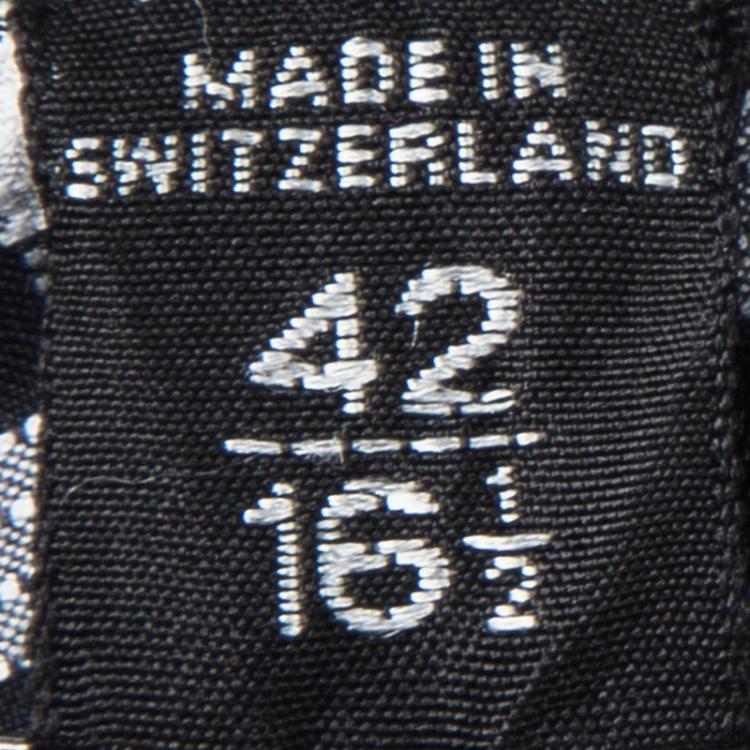 MADE IN
SWITZERLAND
42
16 1/2